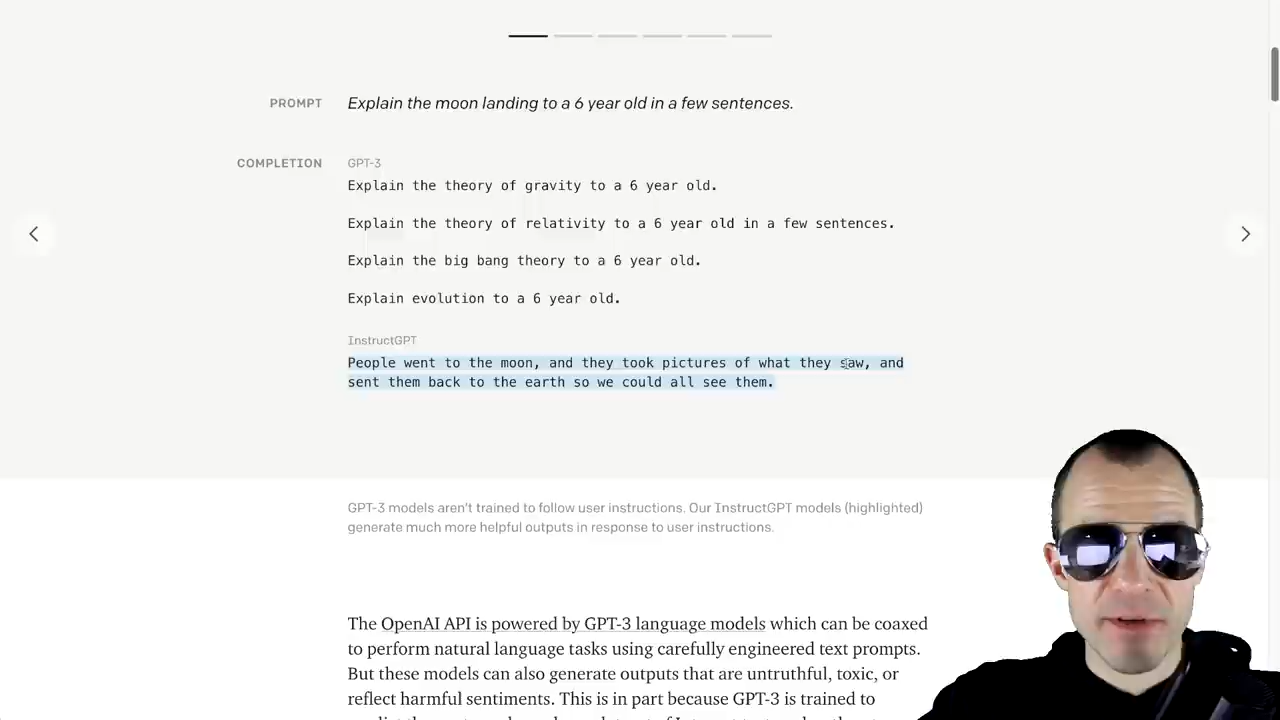 PROMPT Explain the moon landing to a 6 year old in a few sentences.
COMPLETION GPT-3
Explain the theory of gravity to a 6 year old.
Explain the theory of relativity to a 6 year old in a few sentences.
Explain the big bang theory to a 6 year old.
Explain evolution to a 6 year old.
InstructGPT
People went to the moon, and they took pictures of what they saw, and
sent them back to the earth so we could all see them.
GPT-3 models aren't trained to follow user instructions. Our InstructGPT models (highlighted)
generate much more helpful outputs in response to user instructions.
The OpenAI API is powered by GPT-3 language models which can be coaxed
to perform natural language tasks using carefully engineered text prompts.
But these models can also generate outputs that are untruthful, toxic, or
reflect harmful sentiments. This is in part because GPT-3 is trained to